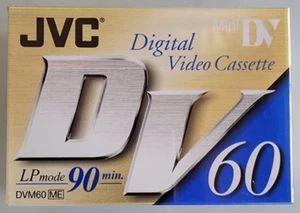 JVC
Mini DV
Digital
Video Cassette
DV 60
LP mode 90 min.
DVM60 ME